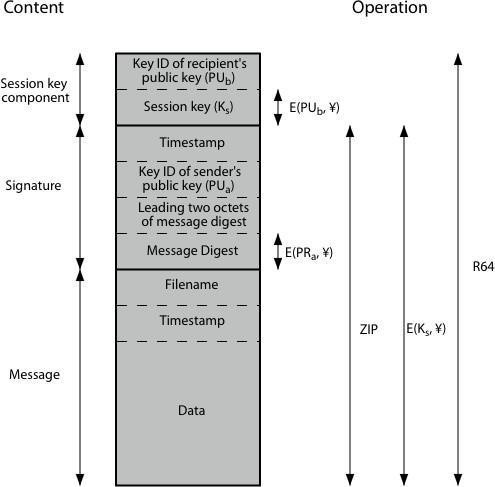 Content
Operation
Key ID of recipient's
public key (PUb)
Session key
component
Session key (Ks)
E(PUb, ¥)
Timestamp
Key ID of sender's
public key (PUa)
Signature
Leading two octets
of message digest
Message Digest
E(PRa, ¥)
R64
Filename
Timestamp
ZIP
E(Ks, ¥)
Message
Data